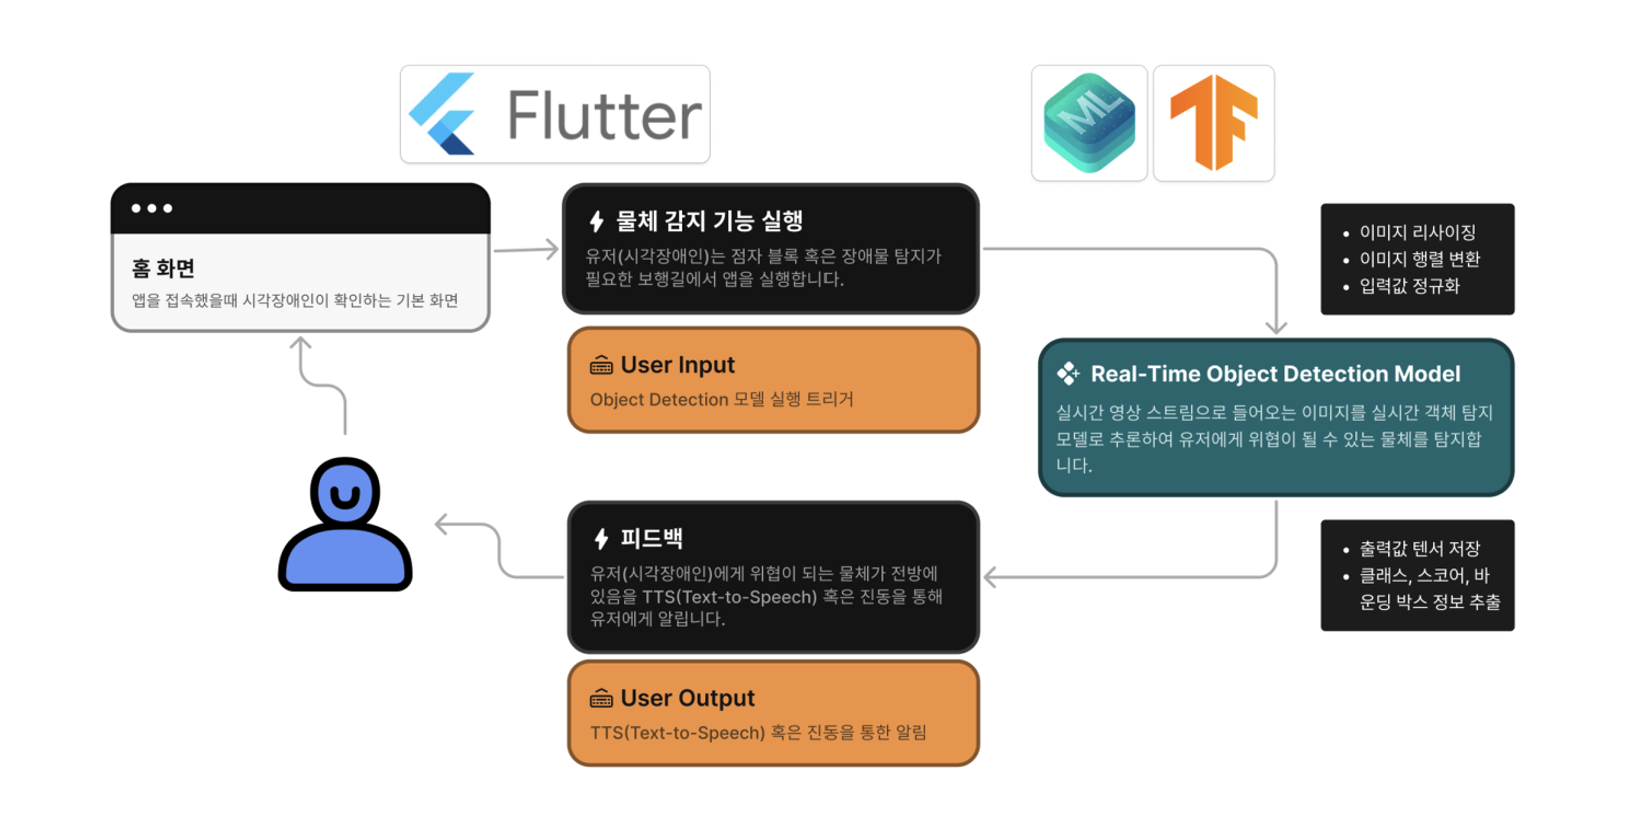 Flutter
ML
홈 화면
앱을 접속했을때 시각장애인이 확인하는 기본 화면
물체 감지 기능 실행
유저(시각장애인)는 점자 블록 혹은 장애물 탐지가
필요한 보행길에서 앱을 실행합니다.
User Input
Object Detection 모델 실행 트리거
• 이미지 리사이징
• 이미지 행렬 변환
• 입력값 정규화
Real-Time Object Detection Model
실시간 영상 스트림으로 들어오는 이미지를 실시간 객체 탐지
모델로 추론하여 유저에게 위협이 될 수 있는 물체를 탐지합
니다.
• 출력값 텐서 저장
• 클래스, 스코어, 바
운딩 박스 정보 추출
피드백
유저(시각장애인)에게 위협이 되는 물체가 전방에
있음을 TTS(Text-to-Speech) 혹은 진동을 통해
유저에게 알립니다.
User Output
TTS(Text-to-Speech) 혹은 진동을 통한 알림